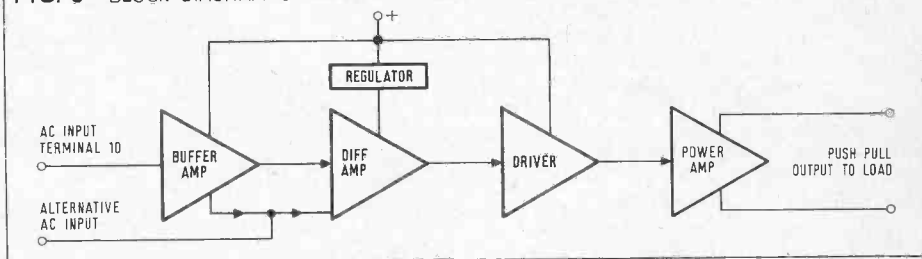 +
REGULATOR
AC INPUT
TERMINAL 10
BUFFER
AMP
DIFF
AMP
DRIVER
POWER
AMP
PUSH PULL
OUTPUT TO LOAD
ALTERNATIVE
AC INPUT